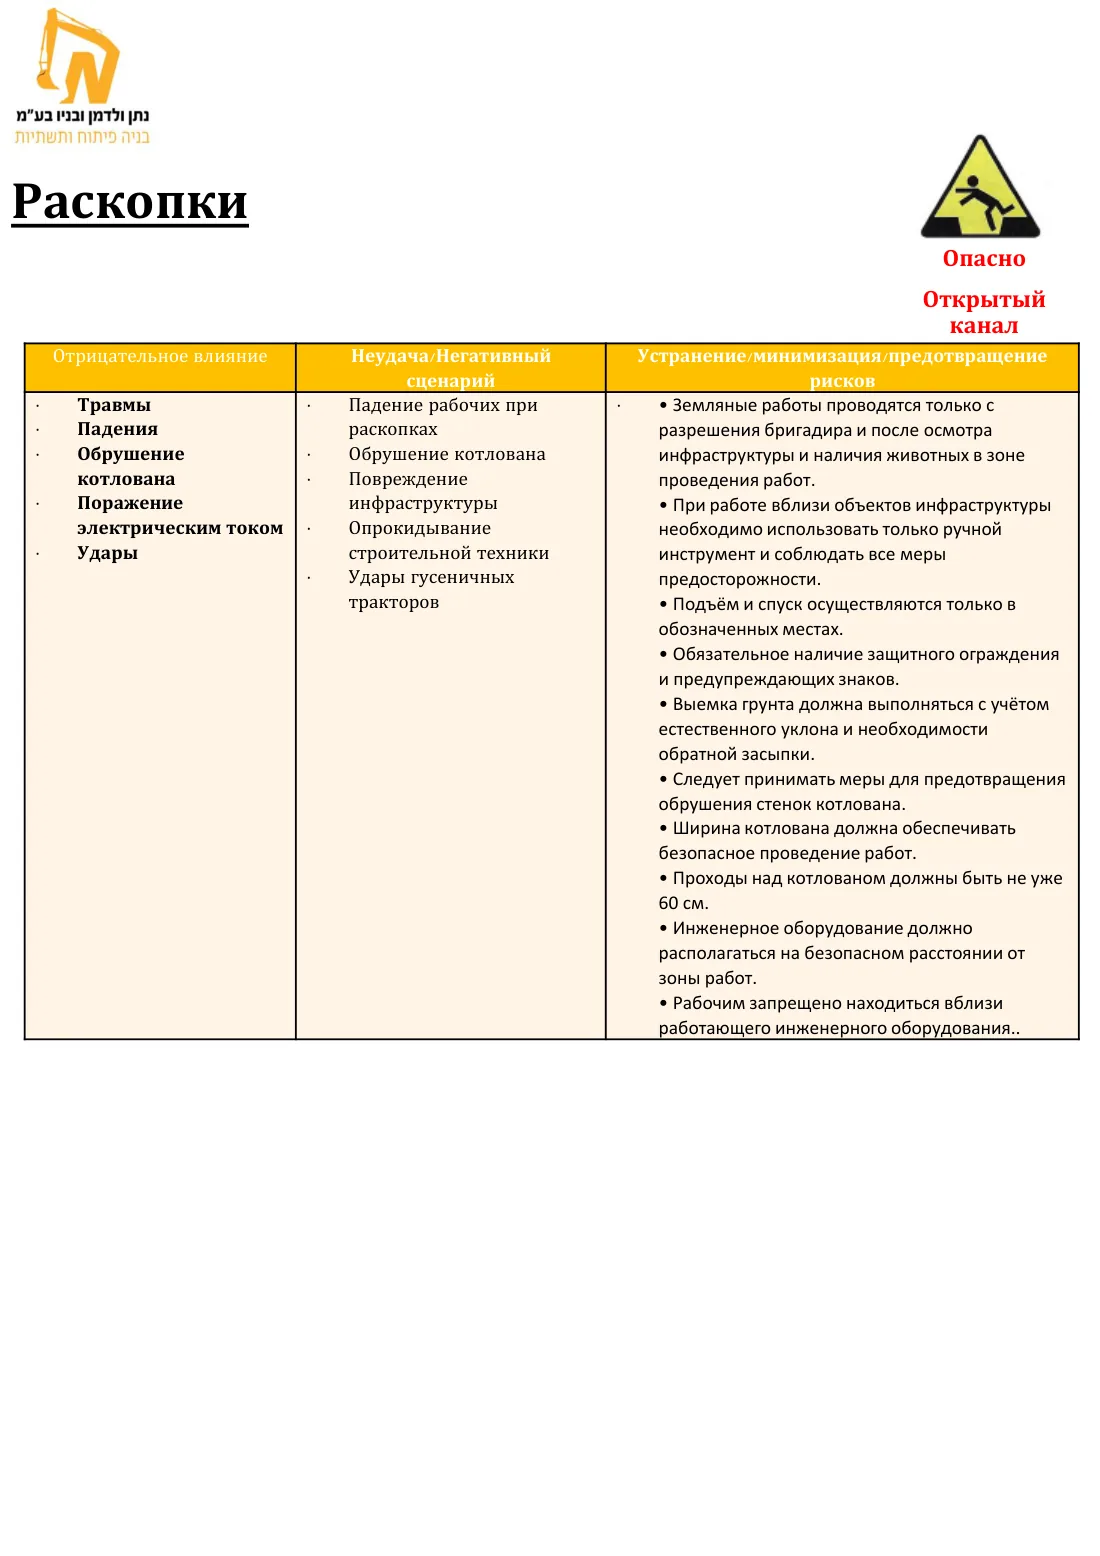 נתן ולדמן ובניו בע"מ
בניה פיתוח ותשתיות
Раскопки
Опасно
Открытый
канал
Отрицательное влияние
Неудача/Негативный
сценарий
Устранение/минимизация/предотвращение
рисков
· Травмы
· Падения
· Обрушение
котлована
· Поражение
электрическим током
· Удары
· Падение рабочих при
раскопках
· Обрушение котлована
· Повреждение
инфраструктуры
· Опрокидывание
строительной техники
· Удары гусеничных
тракторов
· • Земляные работы проводятся только с
разрешения бригадира и после осмотра
инфраструктуры и наличия животных в зоне
проведения работ.
• При работе вблизи объектов инфраструктуры
необходимо использовать только ручной
инструмент и соблюдать все меры
предосторожности.
• Подъём и спуск осуществляются только в
обозначенных местах.
• Обязательное наличие защитного ограждения
и предупреждающих знаков.
• Выемка грунта должна выполняться с учётом
естественного уклона и необходимости
обратной засыпки.
• Следует принимать меры для предотвращения
обрушения стенок котлована.
• Ширина котлована должна обеспечивать
безопасное проведение работ.
• Проходы над котлованом должны быть не уже
60 см.
• Инженерное оборудование должно
располагаться на безопасном расстоянии от
зоны работ.
• Рабочим запрещено находиться вблизи
работающего инженерного оборудования..